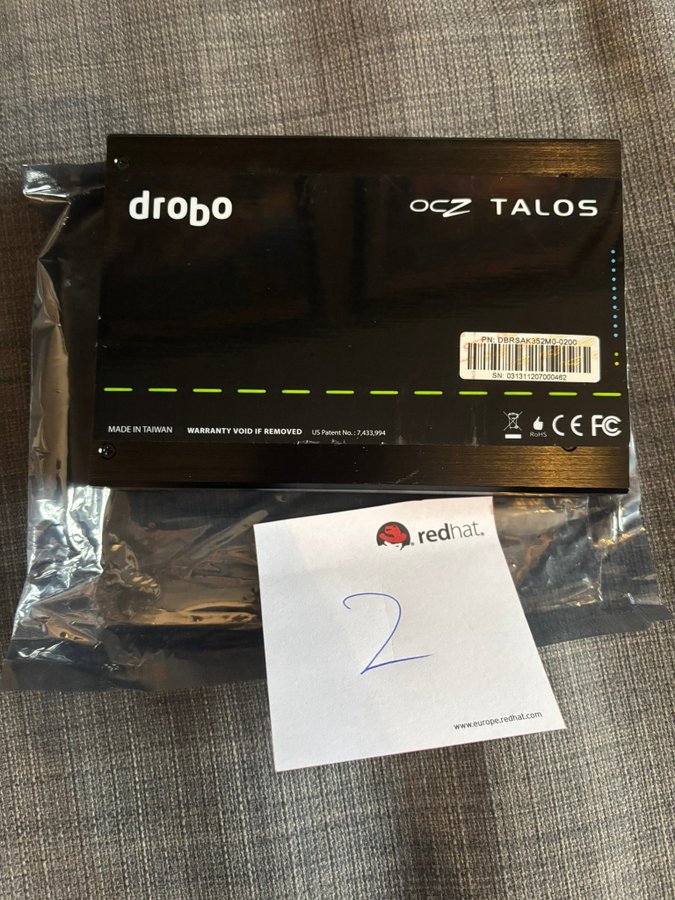 drobo
OCZ TALOS
PN: DBRSAK352M0-0200
SN: 031311207000462
MADE IN TAIWAN WARRANTY VOID IF REMOVED US Patent No. : 7,433,994
RoHS CE FC
redhat.
2
www.europe.redhat.com